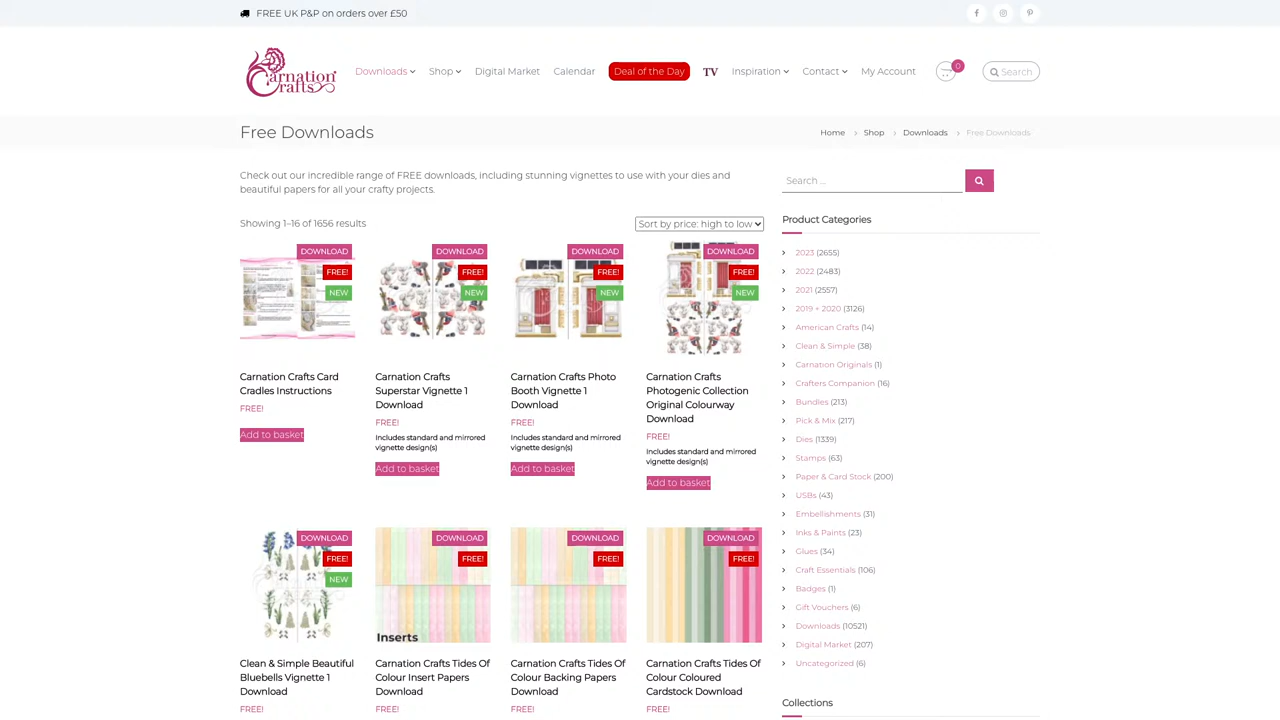 FREE UK P&P on orders over £50
Carnation Crafts
Downloads Shop Digital Market Calendar Deal of the Day TV Inspiration Contact My Account 0 Search
Free Downloads
Home > Shop > Downloads > Free Downloads
Check out our incredible range of FREE downloads, including stunning vignettes to use with your dies and
beautiful papers for all your crafty projects.
Showing 1–16 of 1656 results
Sort by price: high to low
DOWNLOAD
FREE!
NEW
Carnation Crafts Card
Cradles Instructions
FREE!
Add to basket
DOWNLOAD
FREE!
NEW
Carnation Crafts
Superstar Vignette 1
Download
FREE!
Includes standard and mirrored
vignette design(s)
Add to basket
DOWNLOAD
FREE!
NEW
Carnation Crafts Photo
Booth Vignette 1
Download
FREE!
Includes standard and mirrored
vignette design(s)
Add to basket
DOWNLOAD
FREE!
NEW
Carnation Crafts
Photogenic Collection
Original Colourway
Download
FREE!
Includes standard and mirrored
vignette design(s)
Add to basket
DOWNLOAD
FREE!
NEW
Clean & Simple Beautiful
Bluebells Vignette 1
Download
FREE!
DOWNLOAD
FREE!
Inserts
Carnation Crafts Tides Of
Colour Insert Papers
Download
FREE!
DOWNLOAD
FREE!
Carnation Crafts Tides Of
Colour Backing Papers
Download
FREE!
DOWNLOAD
FREE!
Carnation Crafts Tides Of
Colour Coloured
Cardstock Download
FREE!
Search ...
Product Categories
2023 (2655)
2022 (2483)
2021 (2557)
2019 + 2020 (3126)
American Crafts (14)
Clean & Simple (38)
Carnation Originals (1)
Crafters Companion (16)
Bundles (213)
Pick & Mix (217)
Dies (1339)
Stamps (63)
Paper & Card Stock (200)
USBs (43)
Embellishments (31)
Inks & Paints (23)
Glues (34)
Craft Essentials (106)
Badges (1)
Gift Vouchers (6)
Downloads (10521)
Digital Market (207)
Uncategorized (6)
Collections